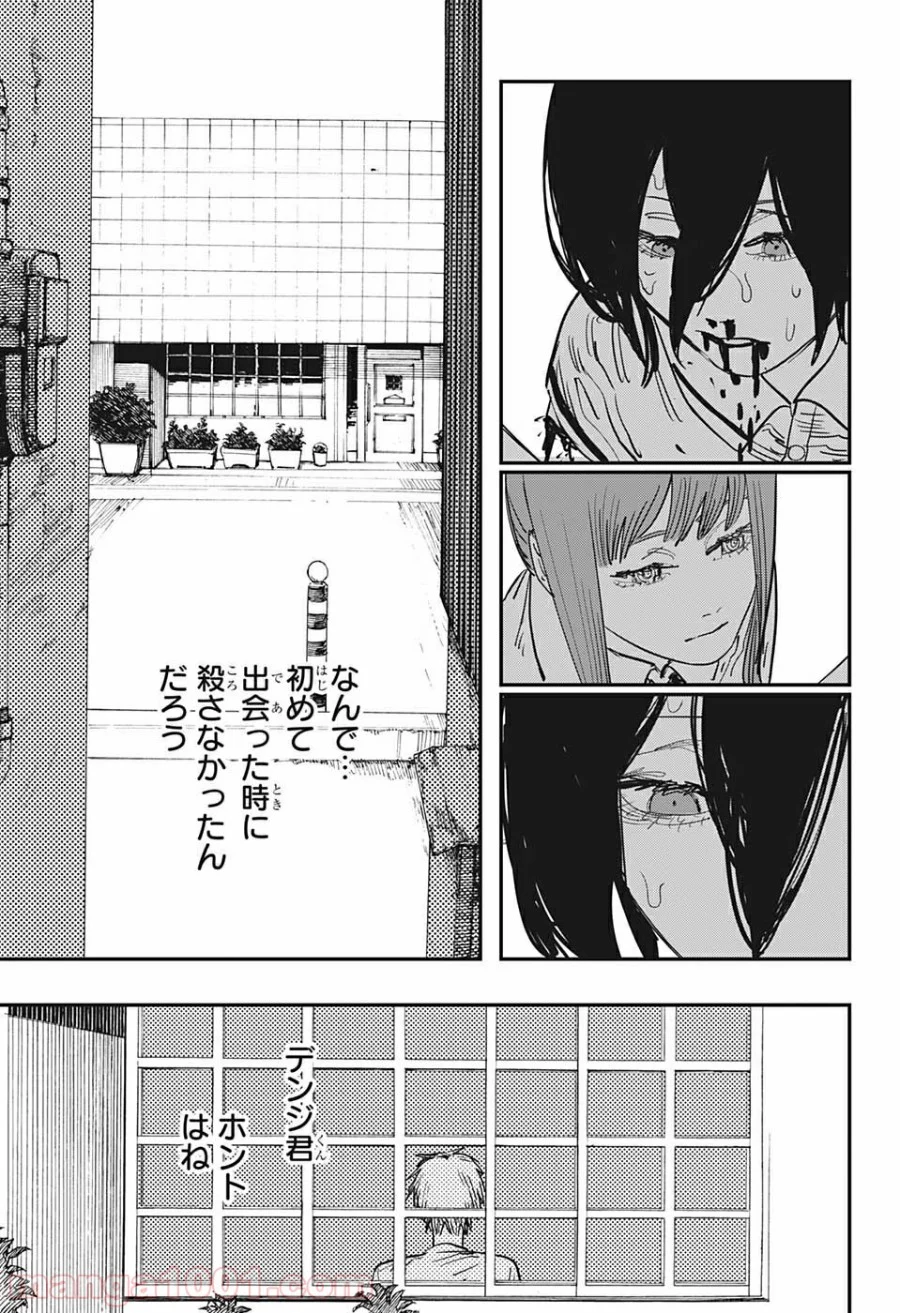 なんで…
初めて
出会った時に
殺さなかったん
だろう
デンジ君
ホント
はね
manga1001.com